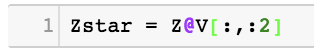 1 Zstar = Z@V[:,:2]